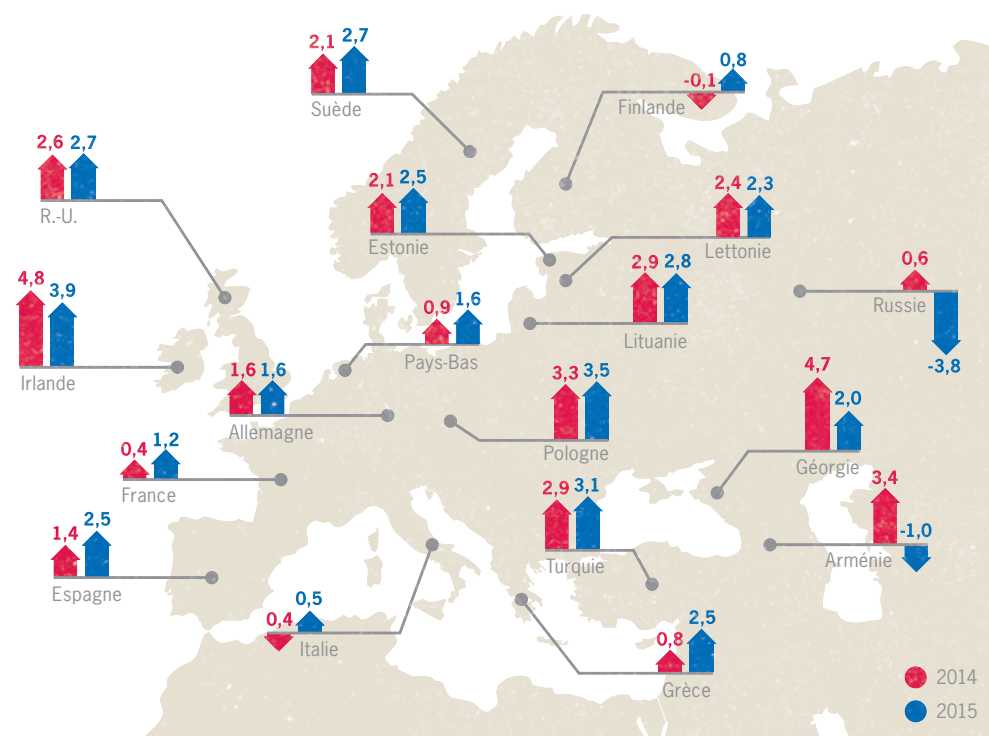 2,1 2,7
Suède
-0,1 0,8
Finlande
2,6 2,7
R.-U.
2,1 2,5
Estonie
2,4 2,3
Lettonie
4,8 3,9
Irlande
0,9 1,6
Pays-Bas
2,9 2,8
Lituanie
0,6
Russie
-3,8
1,6 1,6
Allemagne
3,3 3,5
Pologne
4,7 2,0
Géorgie
0,4 1,2
France
2,9 3,1
Turquie
3,4 -1,0
Arménie
1,4 2,5
Espagne
0,4 0,5
Italie
0,8 2,5
Grèce
2014
2015